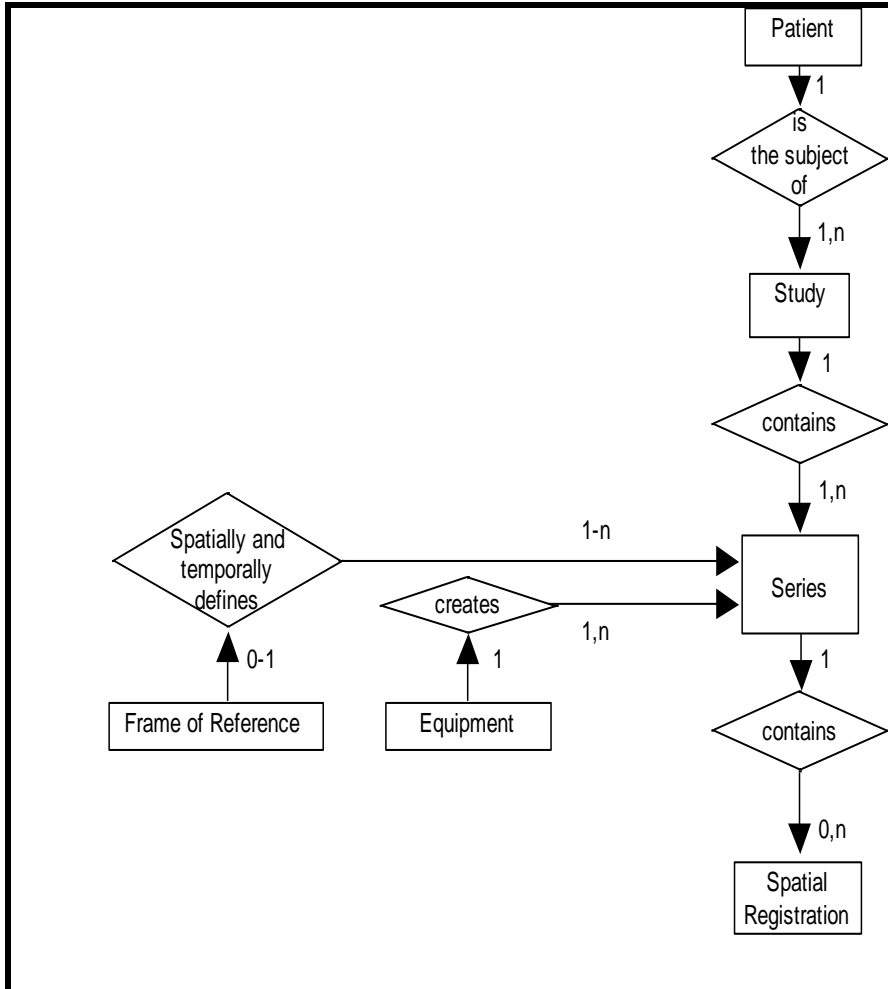 Patient
1
is
the subject
of
1,n
Study
1
contains
1,n
Spatially and
temporally
defines
1-n
creates
1,n
Series
0-1
1
1
Frame of Reference
Equipment
contains
0,n
Spatial
Registration